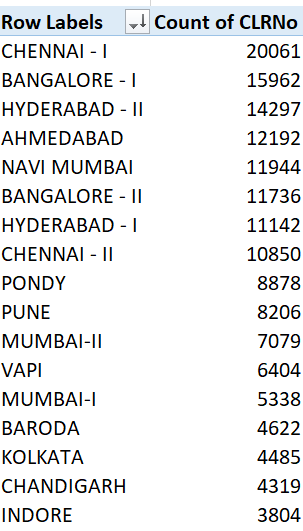 Row Labels Count of CLRNo
CHENNAI - I 20061
BANGALORE - I 15962
HYDERABAD - II 14297
AHMEDABAD 12192
NAVI MUMBAI 11944
BANGALORE - II 11736
HYDERABAD - I 11142
CHENNAI - II 10850
PONDY 8878
PUNE 8206
MUMBAI-II 7079
VAPI 6404
MUMBAI-I 5338
BARODA 4622
KOLKATA 4485
CHANDIGARH 4319
INDORE 3804